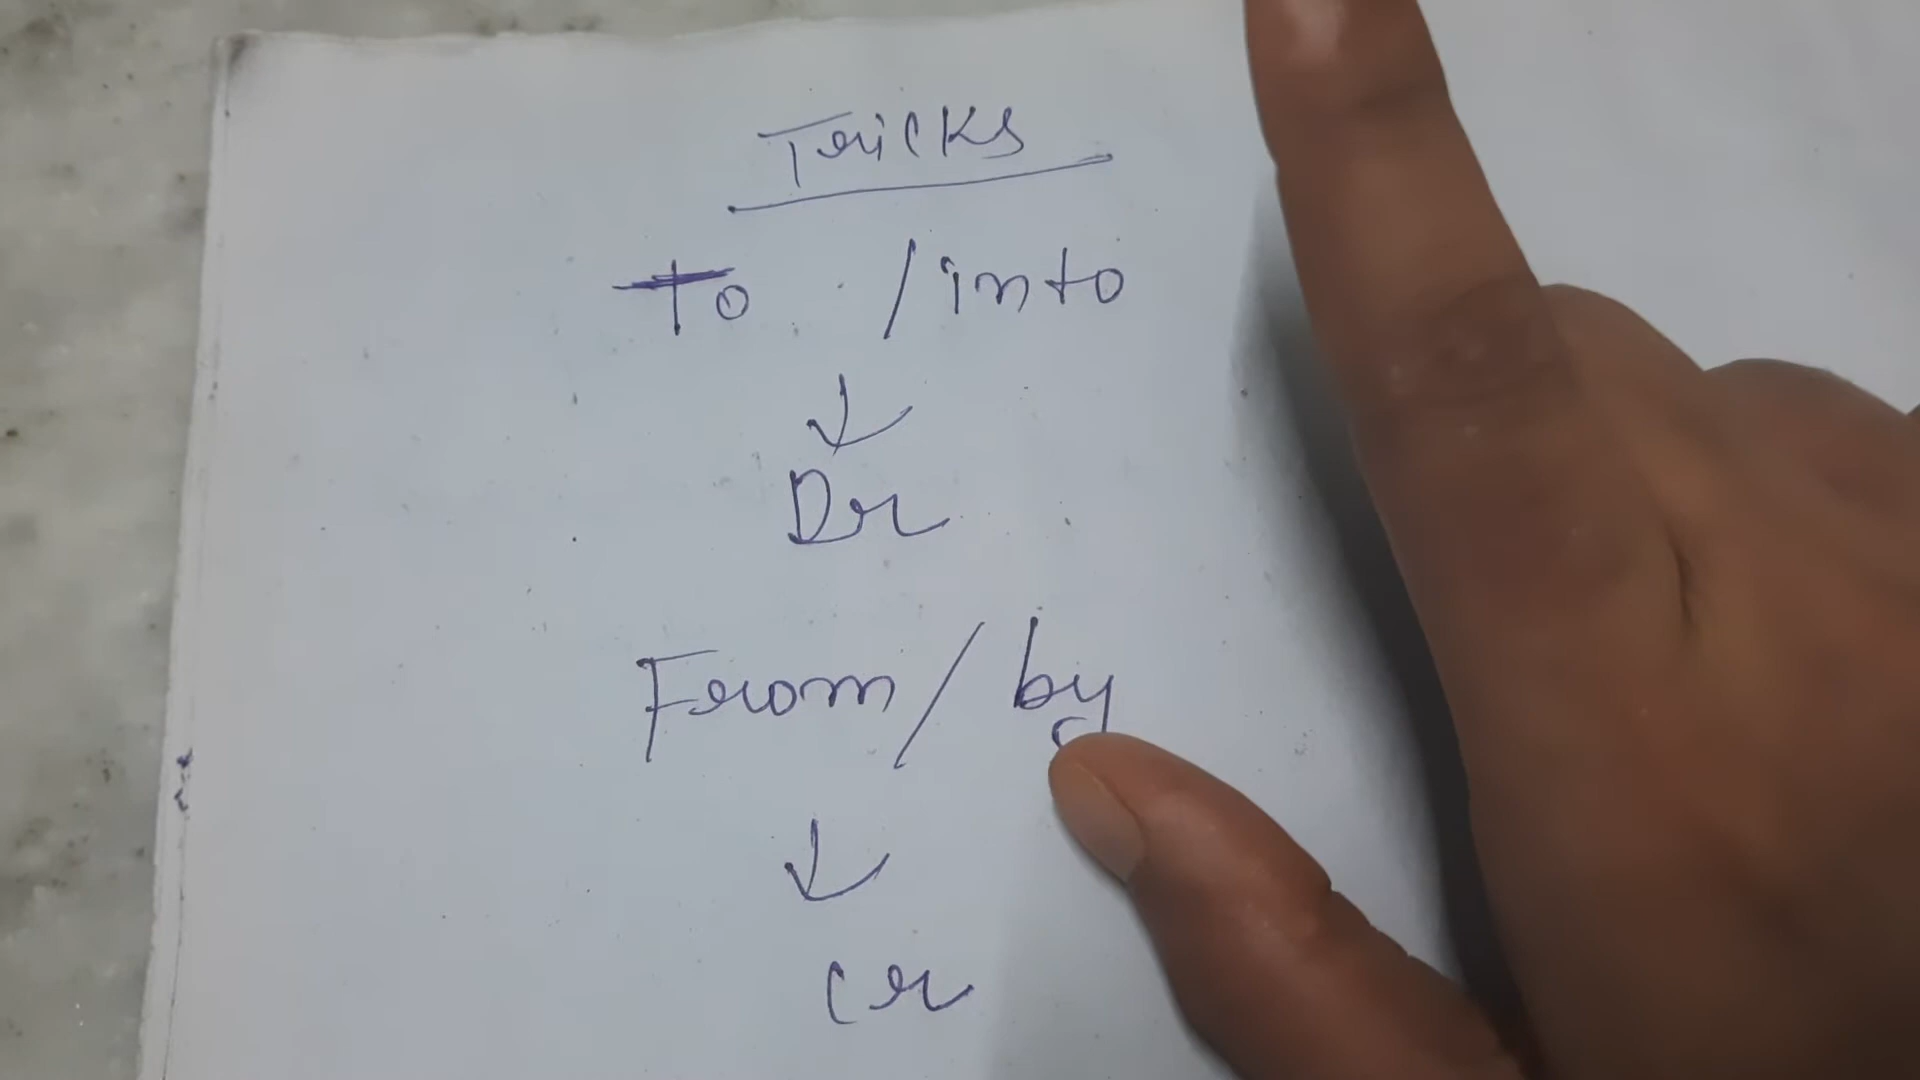 Tricks
To / into
↓
Dr
From / by
↓
Cr